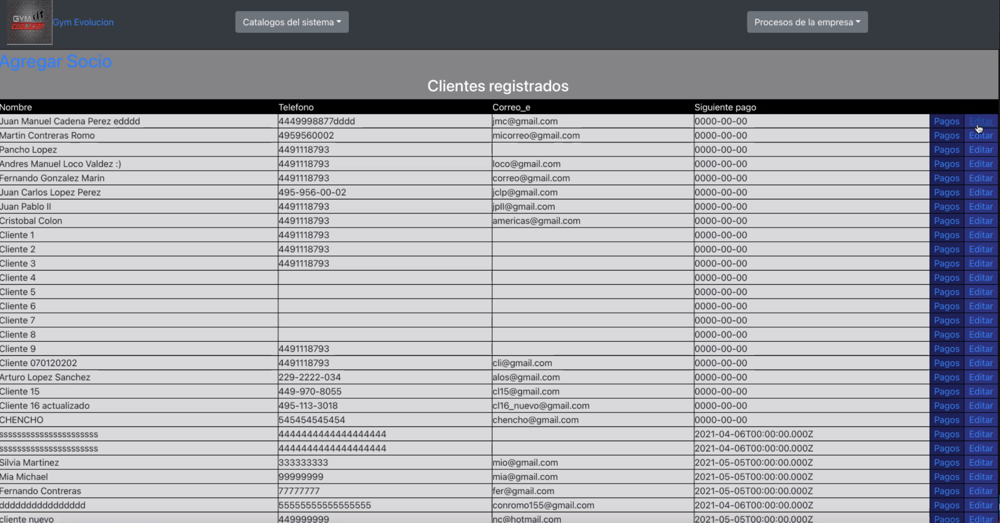 GYM
EVOLUCION
Gym Evolucion
Catalogos del sistema
Procesos de la empresa
Agregar Socio
Clientes registrados
Nombre Telefono Correo_e Siguiente pago
Juan Manuel Cadena Perez edddd 4449998877dddd jmc@gmail.com 0000-00-00 Pagos Editar
Martin Contreras Romo 4959560002 micorreo@gmail.com 0000-00-00 Pagos Editar
Pancho Lopez 4491118793 0000-00-00 Pagos Editar
Andres Manuel Loco Valdez :) 4491118793 loco@gmail.com 0000-00-00 Pagos Editar
Fernando Gonzalez Marin 4491118793 correo@gmail.com 0000-00-00 Pagos Editar
Juan Carlos Lopez Perez 495-956-00-02 jclp@gmail.com 0000-00-00 Pagos Editar
Juan Pablo II 4491118793 jpll@gmail.com 0000-00-00 Pagos Editar
Cristobal Colon 4491118793 americas@gmail.com 0000-00-00 Pagos Editar
Cliente 1 4491118793 0000-00-00 Pagos Editar
Cliente 2 4491118793 0000-00-00 Pagos Editar
Cliente 3 4491118793 0000-00-00 Pagos Editar
Cliente 4 0000-00-00 Pagos Editar
Cliente 5 0000-00-00 Pagos Editar
Cliente 6 0000-00-00 Pagos Editar
Cliente 7 0000-00-00 Pagos Editar
Cliente 8 0000-00-00 Pagos Editar
Cliente 9 4491118793 0000-00-00 Pagos Editar
Cliente 070120202 4491118793 cli@gmail.com 0000-00-00 Pagos Editar
Arturo Lopez Sanchez 229-2222-034 alos@gmail.com 0000-00-00 Pagos Editar
Cliente 15 449-970-8055 cl15@gmail.com 0000-00-00 Pagos Editar
Cliente 16 actualizado 495-113-3018 cl16_nuevo@gmail.com 0000-00-00 Pagos Editar
CHENCHO 545454545454 chencho@gmail.com 0000-00-00 Pagos Editar
ssssssssssssssssssssss 4444444444444444444 2021-04-06T00:00:00.000Z Pagos Editar
ssssssssssssssssssssss 4444444444444444444 2021-04-06T00:00:00.000Z Pagos Editar
Silvia Martinez 333333333 mio@gmail.com 2021-05-05T00:00:00.000Z Pagos Editar
Mia Michael 99999999 mia@gmail.com 2021-05-05T00:00:00.000Z Pagos Editar
Fernando Contreras 77777777 fer@gmail.com 2021-05-05T00:00:00.000Z Pagos Editar
ddddddddddddddddd 55555555555555555 conromo155@gmail.com 2021-04-06T00:00:00.000Z Pagos Editar
cliente nuevo 449999999 nc@hotmail.com 2021-05-05T00:00:00.000Z Pagos Editar